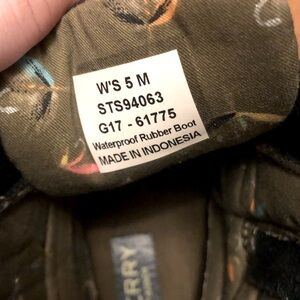 W'S 5 M
STS94063
G17 - 61775
Waterproof Rubber Boot
MADE IN INDONESIA